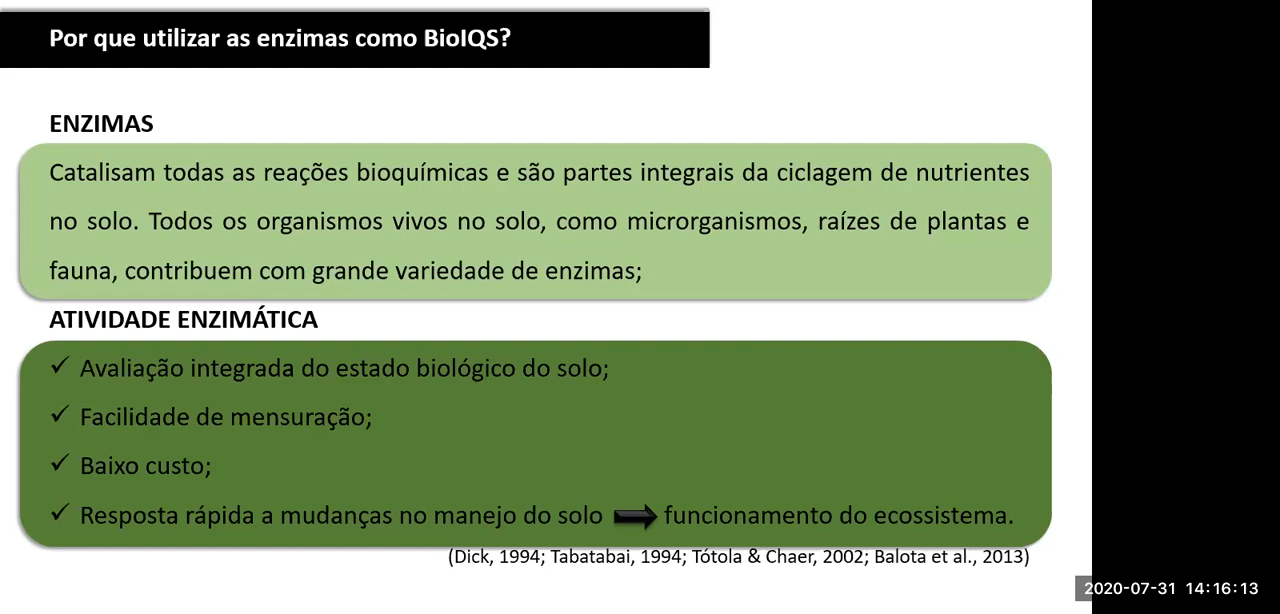 Por que utilizar as enzimas como BioIQS?
ENZIMAS
Catalisam todas as reações bioquímicas e são partes integrais da ciclagem de nutrientes
no solo. Todos os organismos vivos no solo, como microrganismos, raízes de plantas e
fauna, contribuem com grande variedade de enzimas;
ATIVIDADE ENZIMÁTICA
✓ Avaliação integrada do estado biológico do solo;
✓ Facilidade de mensuração;
✓ Baixo custo;
✓ Resposta rápida a mudanças no manejo do solo ➡ funcionamento do ecossistema.
(Dick, 1994; Tabatabai, 1994; Tótola & Chaer, 2002; Balota et al., 2013)
2020-07-31 14:16:13